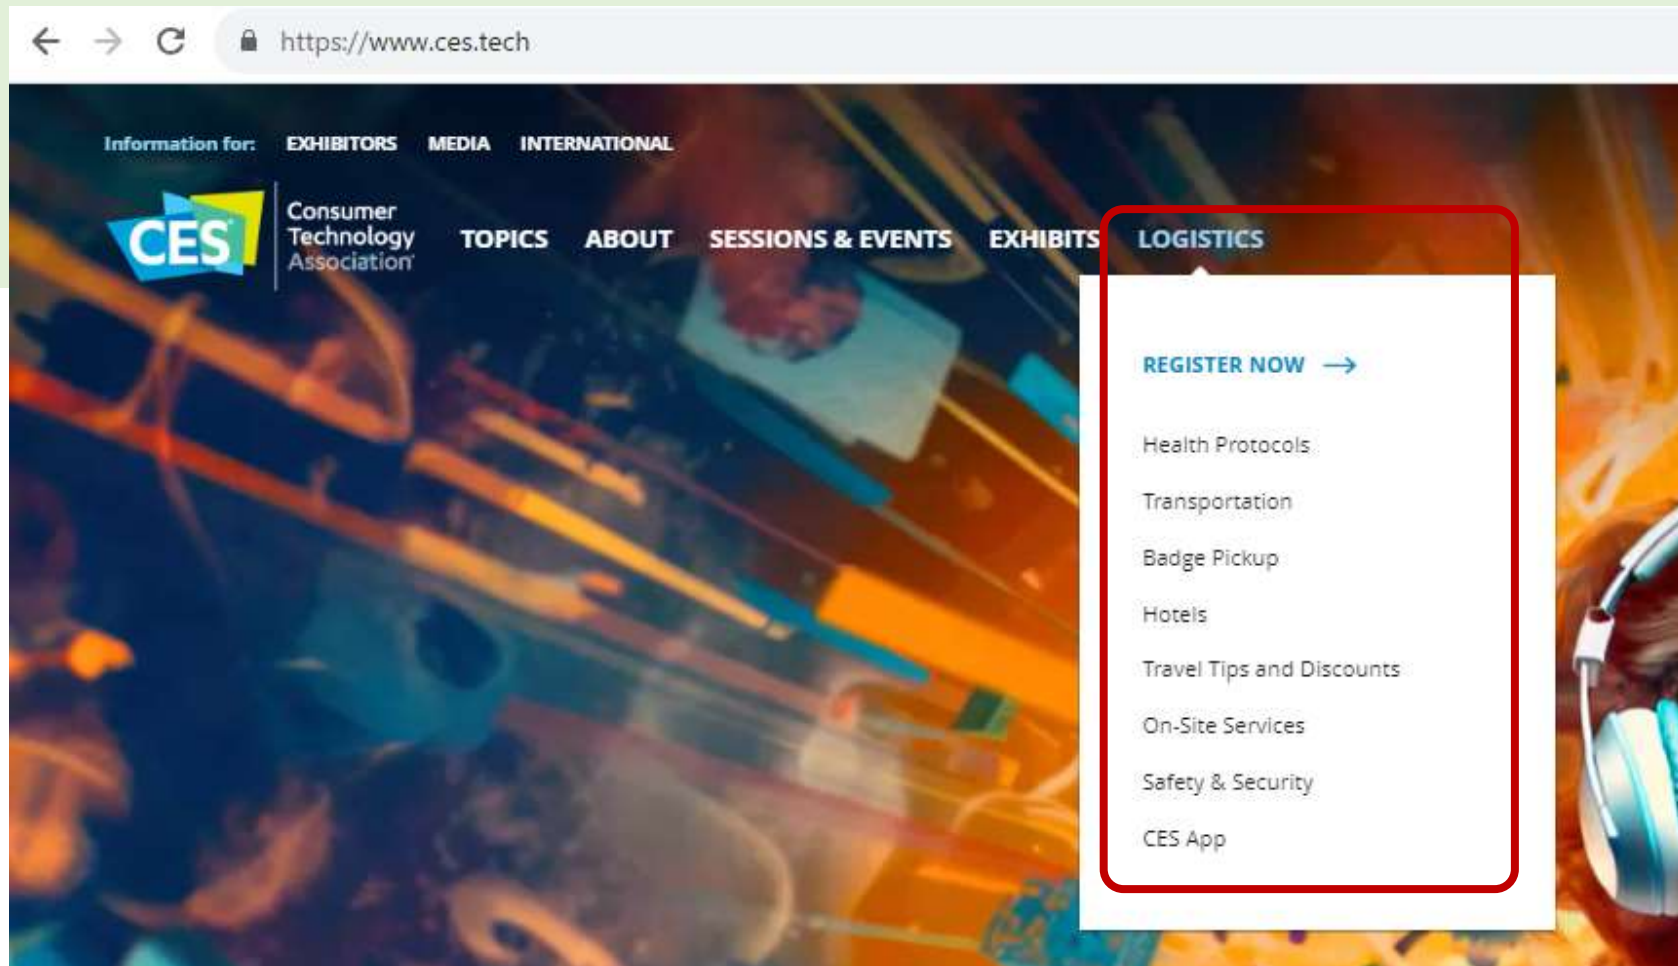 https://www.ces.tech
Information for: EXHIBITORS MEDIA INTERNATIONAL
CES
Consumer
Technology
Association
TOPICS ABOUT SESSIONS & EVENTS EXHIBITS LOGISTICS
REGISTER NOW →
Health Protocols
Transportation
Badge Pickup
Hotels
Travel Tips and Discounts
On-Site Services
Safety & Security
CES App